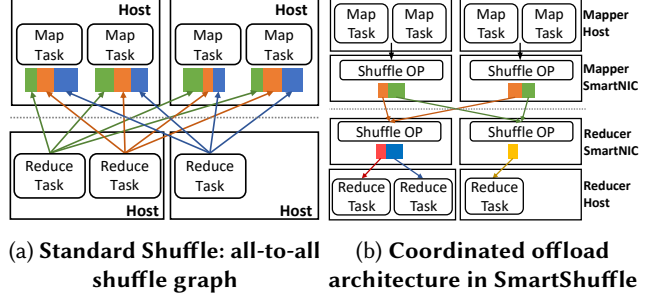 Host
Host
Map Task
Map Task
Map Task
Map Task
Reduce Task
Reduce Task
Reduce Task
Host
Host
(a) Standard Shuffle: all-to-all
shuffle graph
Map Task
Map Task
Map Task
Map Task
Mapper Host
Shuffle OP
Shuffle OP
Mapper SmartNIC
Shuffle OP
Shuffle OP
Reducer SmartNIC
Reduce Task
Reduce Task
Reduce Task
Reducer Host
(b) Coordinated offload
architecture in SmartShuffle